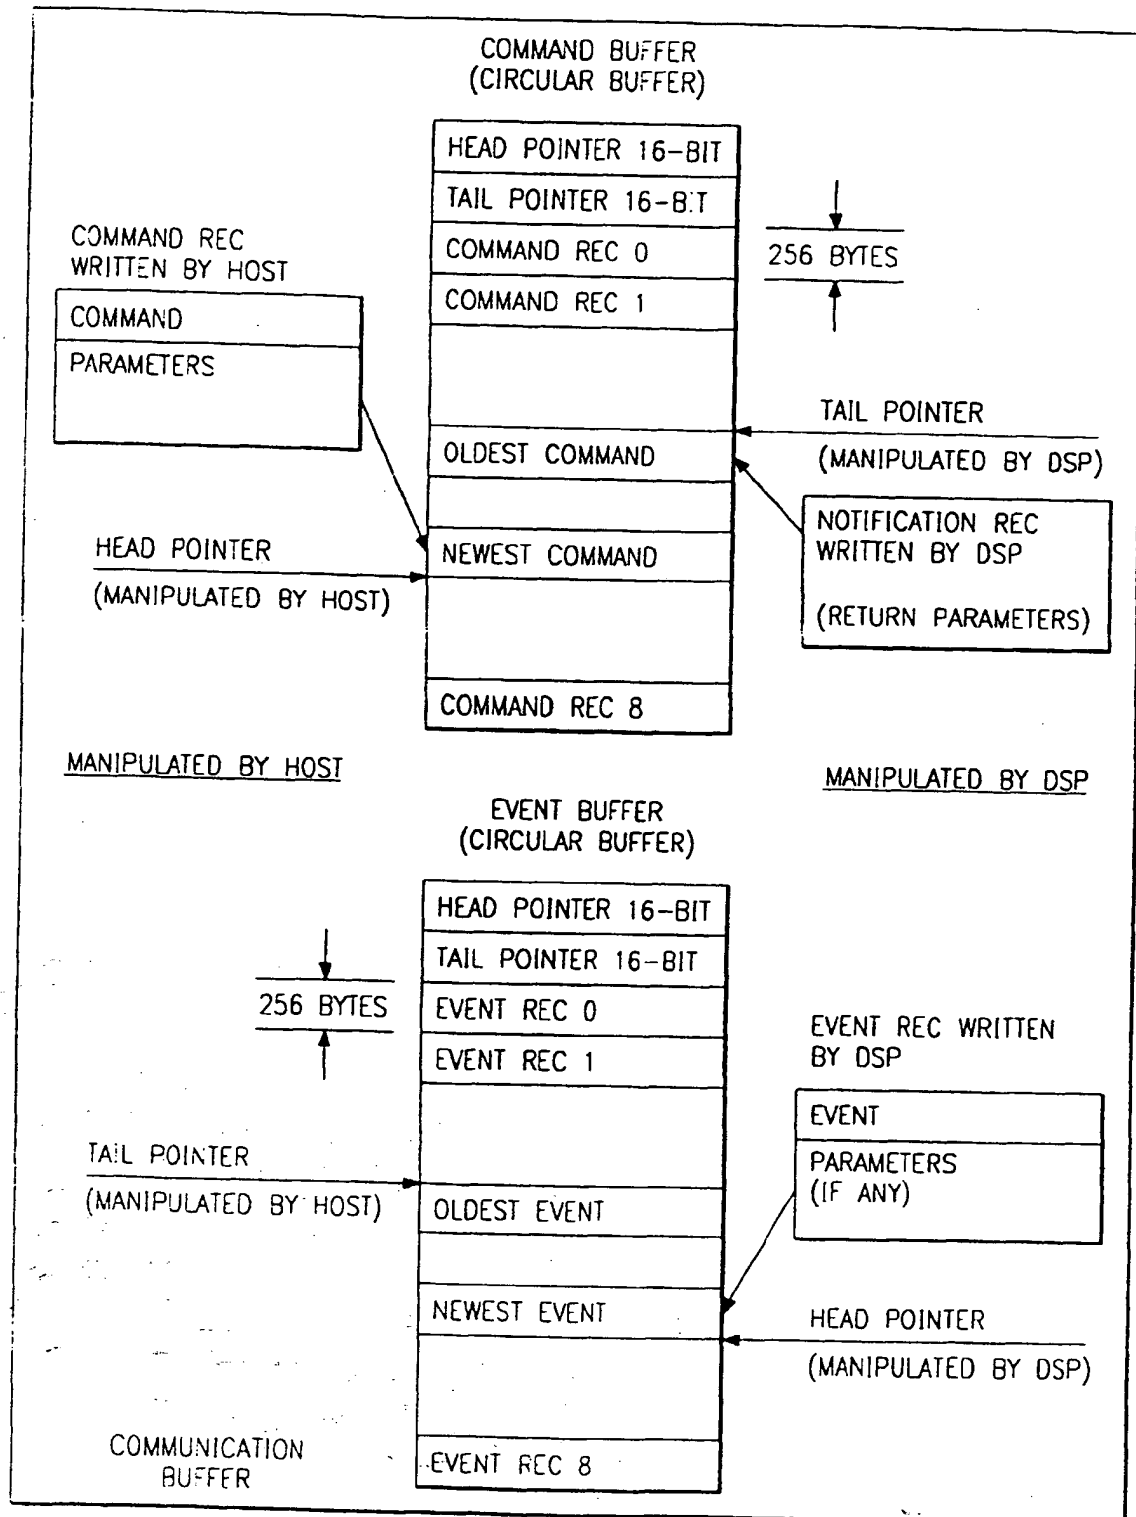 COMMAND BUFFER
(CIRCULAR BUFFER)
HEAD POINTER 16-BIT
TAIL POINTER 16-BIT
COMMAND REC 0
COMMAND REC 1
256 BYTES
COMMAND REC
WRITTEN BY HOST
COMMAND
PARAMETERS
TAIL POINTER
(MANIPULATED BY DSP)
OLDEST COMMAND
NOTIFICATION REC
WRITTEN BY DSP
(RETURN PARAMETERS)
HEAD POINTER
(MANIPULATED BY HOST)
NEWEST COMMAND
COMMAND REC 8
MANIPULATED BY HOST
MANIPULATED BY DSP
EVENT BUFFER
(CIRCULAR BUFFER)
HEAD POINTER 16-BIT
TAIL POINTER 16-BIT
EVENT REC 0
EVENT REC 1
256 BYTES
EVENT REC WRITTEN
BY DSP
EVENT
PARAMETERS
(IF ANY)
TAIL POINTER
(MANIPULATED BY HOST)
OLDEST EVENT
NEWEST EVENT
HEAD POINTER
(MANIPULATED BY DSP)
EVENT REC 8
COMMUNICATION
BUFFER